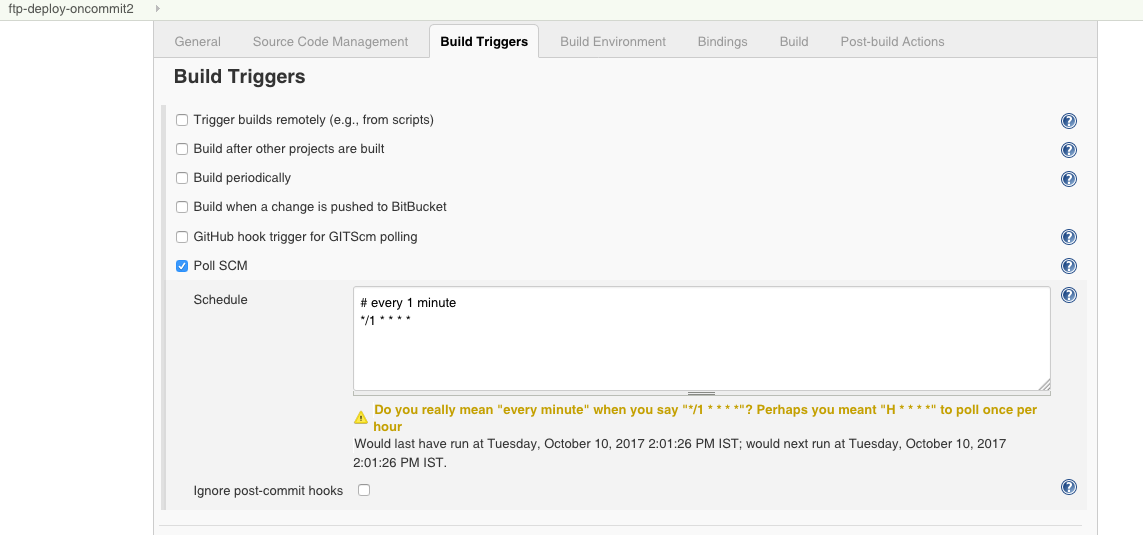 ftp-deploy-oncommit2
General Source Code Management Build Triggers Build Environment Bindings Build Post-build Actions
Build Triggers
Trigger builds remotely (e.g., from scripts)
Build after other projects are built
Build periodically
Build when a change is pushed to BitBucket
GitHub hook trigger for GITScm polling
Poll SCM
Schedule
# every 1 minute
*/1 * * * *
Do you really mean "every minute" when you say "*/1 * * * *"? Perhaps you meant "H * * * *" to poll once per
hour
Would last have run at Tuesday, October 10, 2017 2:01:26 PM IST; would next run at Tuesday, October 10, 2017
2:01:26 PM IST.
Ignore post-commit hooks